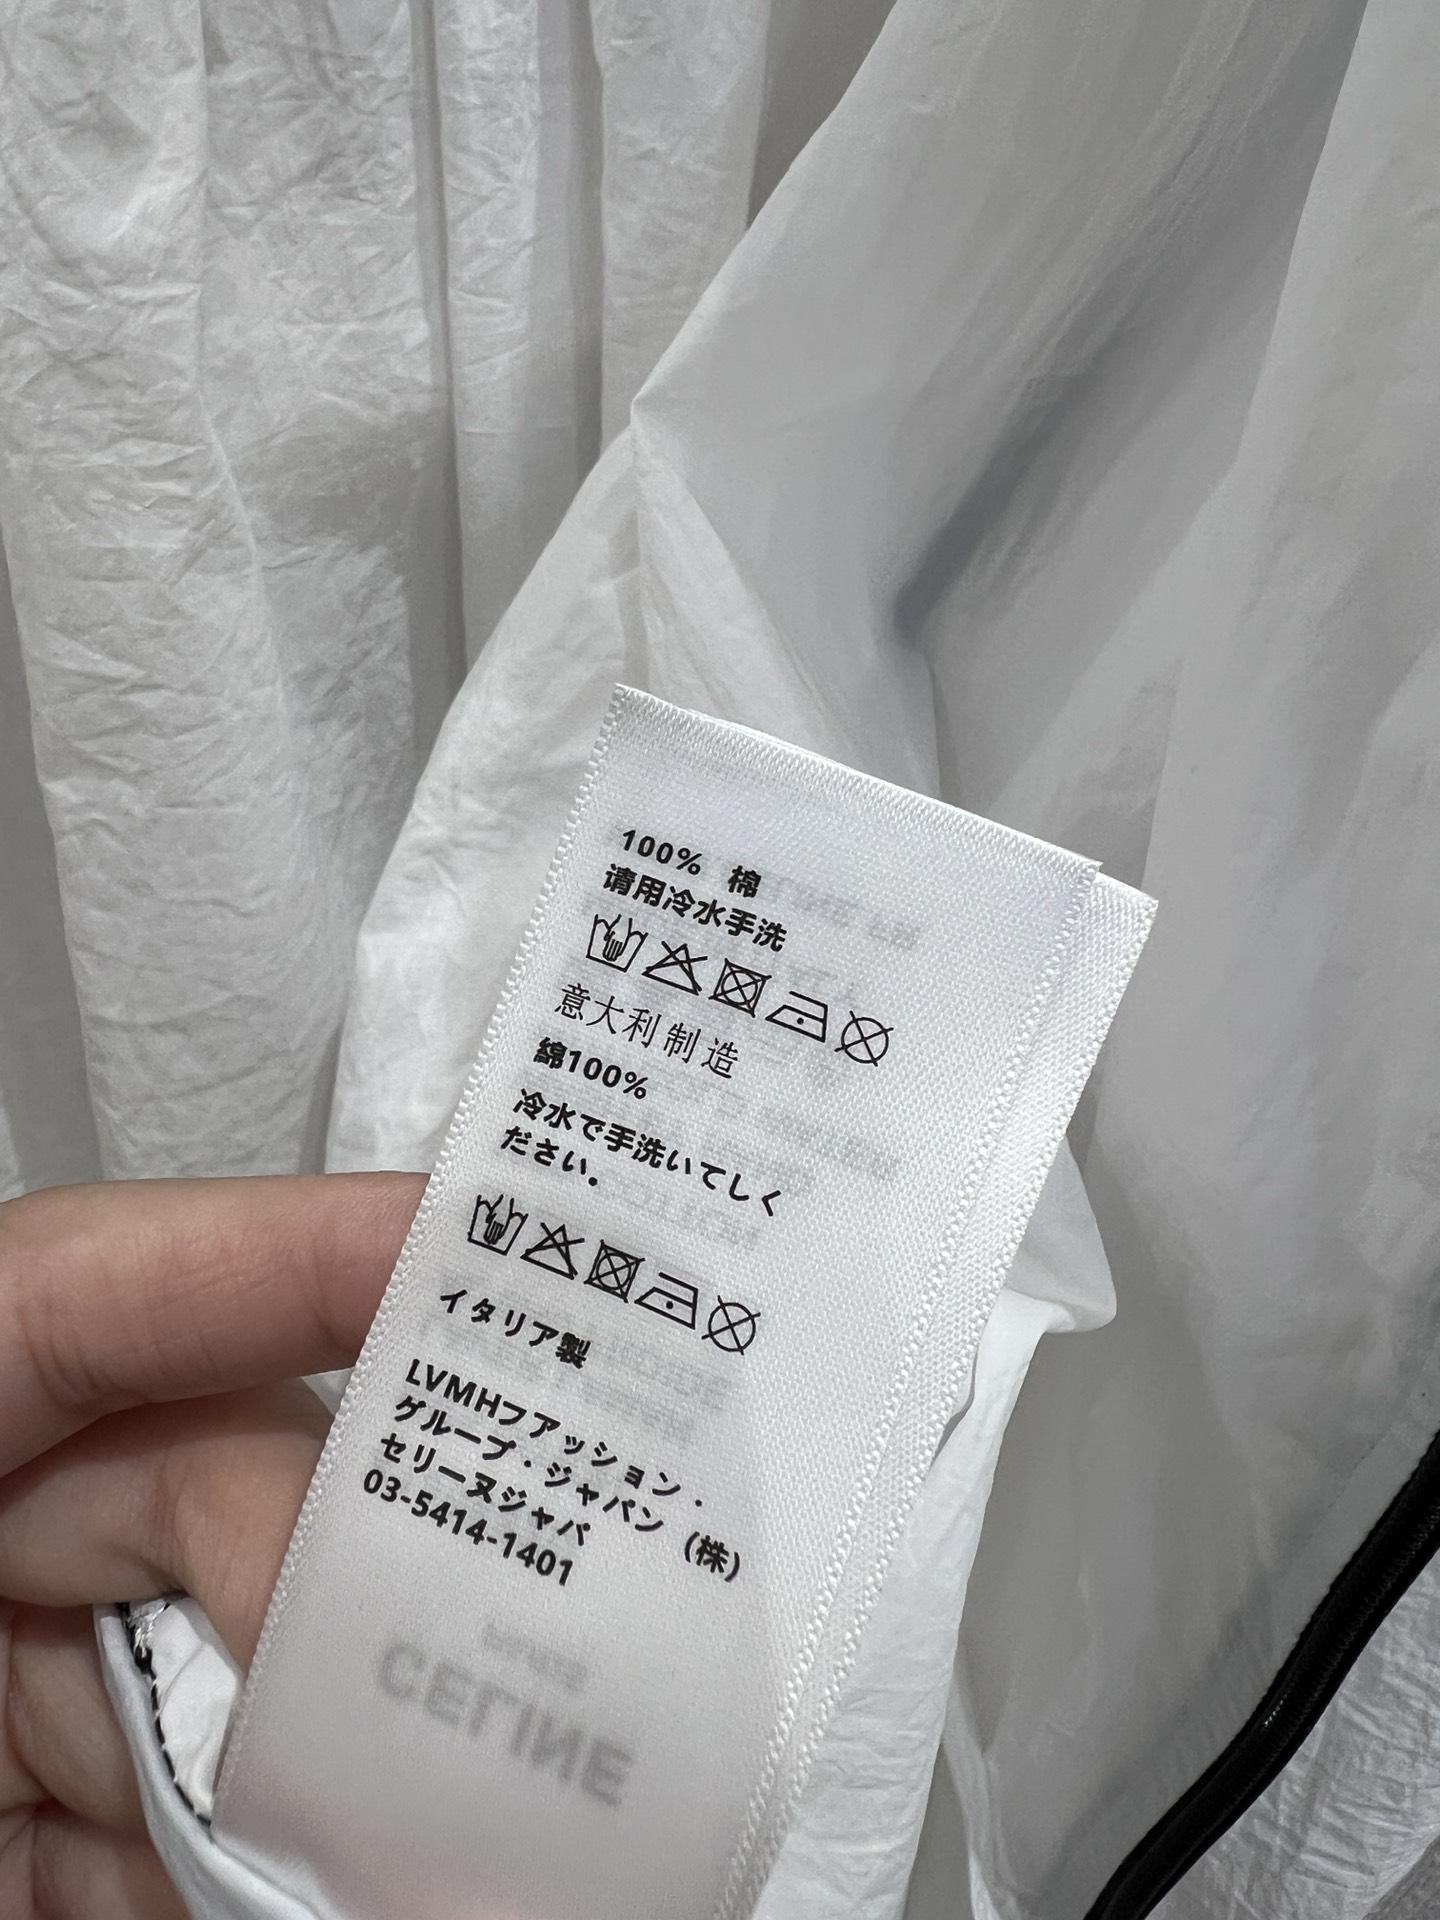 100% 棉
请用冷水手洗
意大利制造
綿100%
冷水で手洗いてしく
ださい.
イタリア製
LVMHファッション・
グループ・ジャパン (株)
セリーヌジャパ
03-5414-1401
CELINE